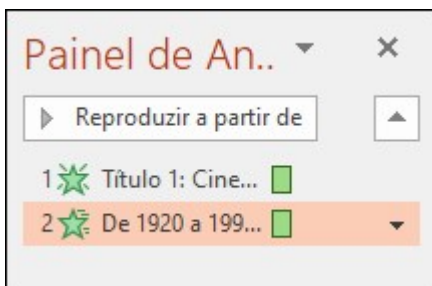 Painel de An..
Reproduzir a partir de
1 Título 1: Cine...
2 De 1920 a 199...